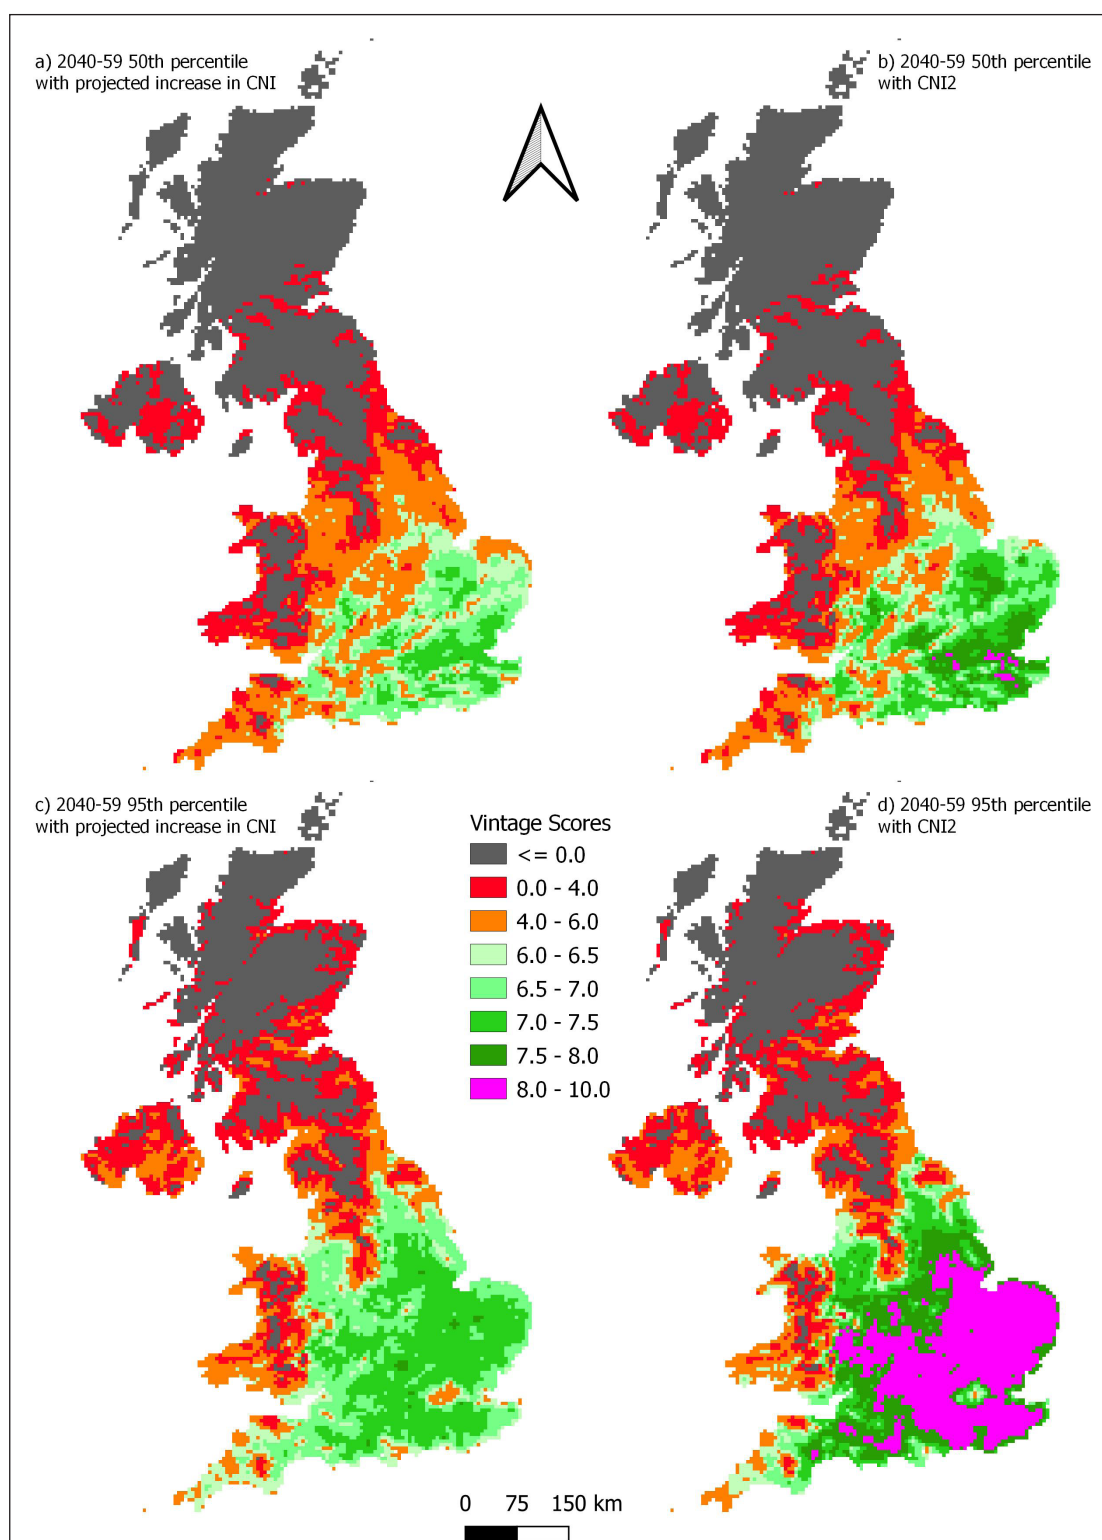 a) 2040-59 50th percentile
with projected increase in CNI
b) 2040-59 50th percentile
with CNI2
c) 2040-59 95th percentile
with projected increase in CNI
d) 2040-59 95th percentile
with CNI2
Vintage Scores
<= 0.0
0.0 - 4.0
4.0 - 6.0
6.0 - 6.5
6.5 - 7.0
7.0 - 7.5
7.5 - 8.0
8.0 - 10.0
0 75 150 km